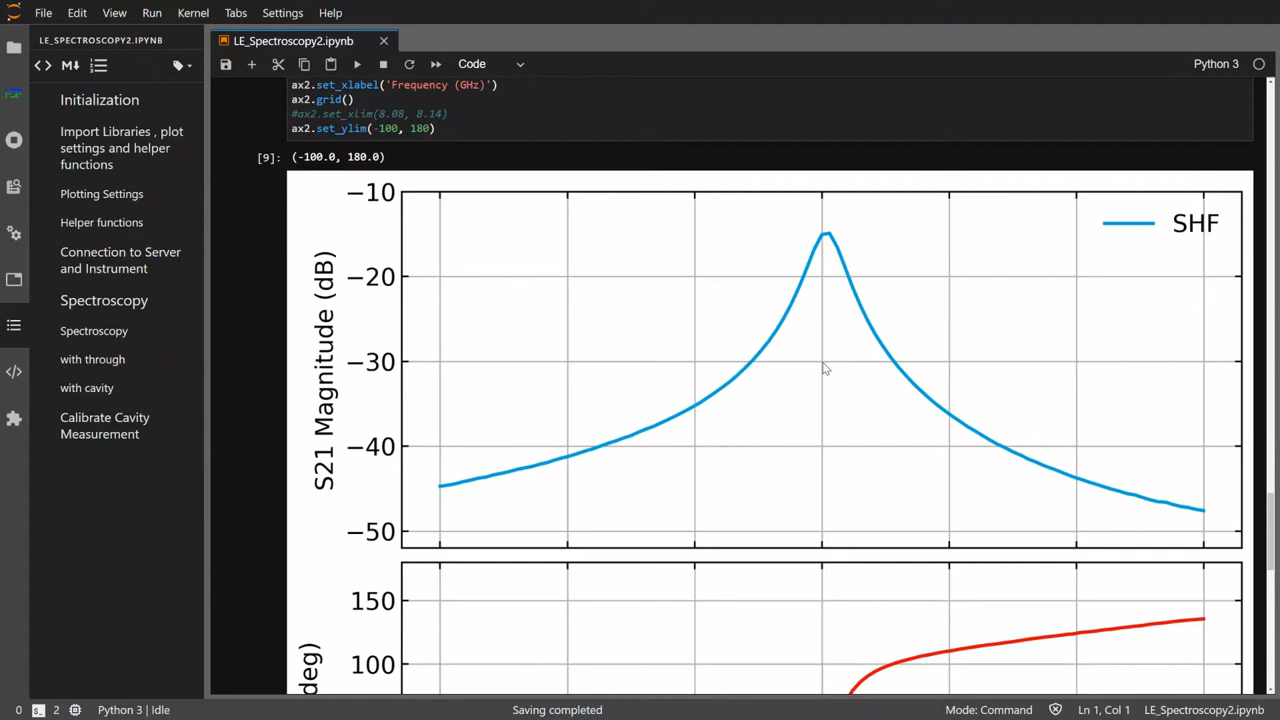 File Edit View Run Kernel Tabs Settings Help
LE_SPECTROSCOPY2.IPYNB
LE_Spectroscopy2.ipynb
M
Code
Python 3
Initialization
Import Libraries , plot
settings and helper
functions
Plotting Settings
Helper functions
Connection to Server
and Instrument
Spectroscopy
Spectroscopy
with through
with cavity
Calibrate Cavity
Measurement
ax2.set_xlabel('Frequency (GHz)')
ax2.grid()
#ax2.set_xlim(8.08, 8.14)
ax2.set_ylim(-100, 180)
[9]: (-100.0, 180.0)
SHF
S21 Magnitude (dB)
−10
−20
−30
−40
−50
150
100
deg)
0 2 Python 3 | Idle Saving completed Mode: Command Ln 1, Col 1 LE_Spectroscopy2.ipynb